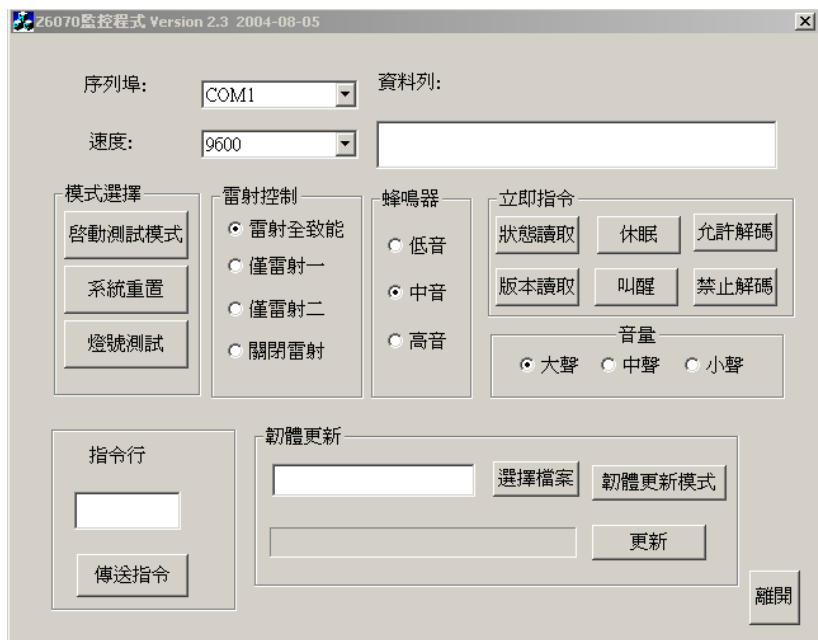 Z6070監控程式 Version 2.3 2004-08-05
序列埠:
COM1
資料列:
速度:
9600
模式選擇
啓動測試模式
系統重置
燈號測試
雷射控制
雷射全致能
僅雷射一
僅雷射二
關閉雷射
蜂鳴器
低音
中音
高音
立即指令
狀態讀取
休眠
允許解碼
版本讀取
叫醒
禁止解碼
音量
大聲
中聲
小聲
指令行
傳送指令
韌體更新
選擇檔案
韌體更新模式
更新
離開